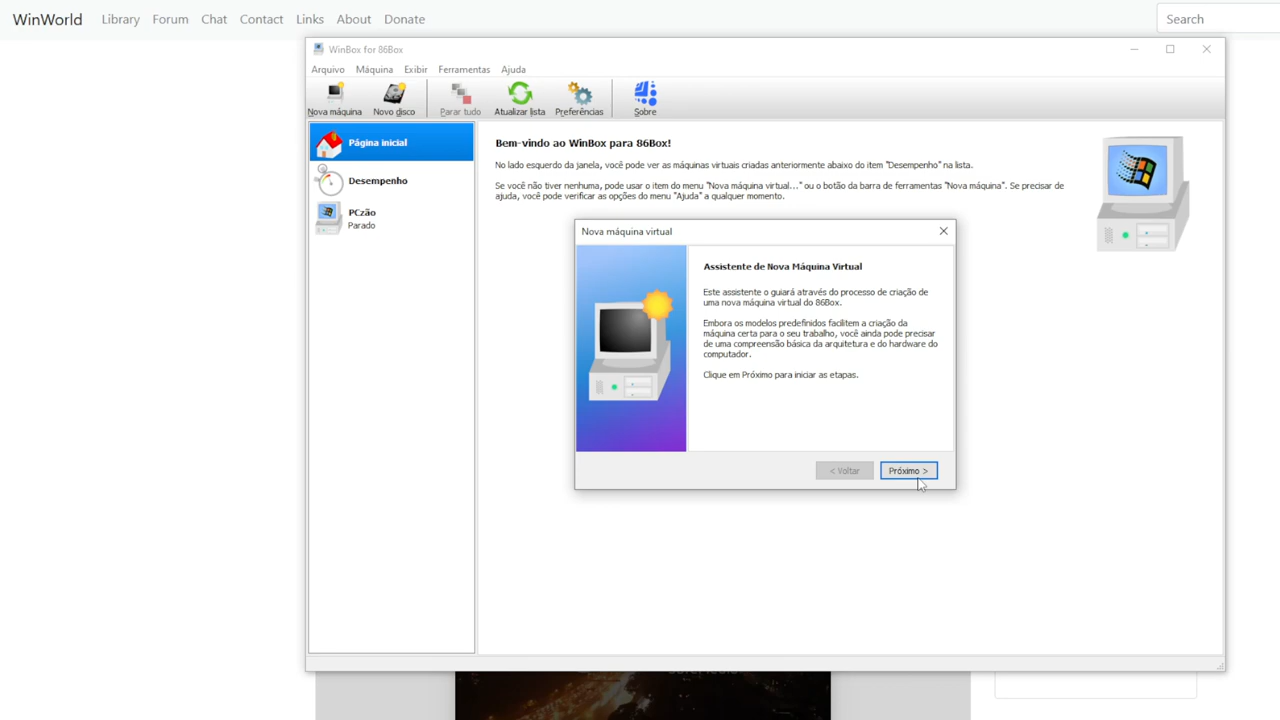 WinWorld Library Forum Chat Contact Links About Donate Search
WinBox for 86Box
Arquivo Máquina Exibir Ferramentas Ajuda
Nova máquina Novo disco Parar tudo Atualizar lista Preferências Sobre
Página inicial
Desempenho
PCzão
Parado
Bem-vindo ao WinBox para 86Box!
No lado esquerdo da janela, você pode ver as máquinas virtuais criadas anteriormente abaixo do item "Desempenho" na lista.
Se você não tiver nenhuma, pode usar o item do menu "Nova máquina virtual..." ou o botão da barra de ferramentas "Nova máquina". Se precisar de
ajuda, você pode verificar as opções do menu "Ajuda" a qualquer momento.
Nova máquina virtual
Assistente de Nova Máquina Virtual
Este assistente o guiará através do processo de criação de
uma nova máquina virtual do 86Box.
Embora os modelos predefinidos facilitem a criação da
máquina certa para o seu trabalho, você ainda pode precisar
de uma compreensão básica da arquitetura e do hardware do
computador.
Clique em Próximo para iniciar as etapas.
< Voltar Próximo >